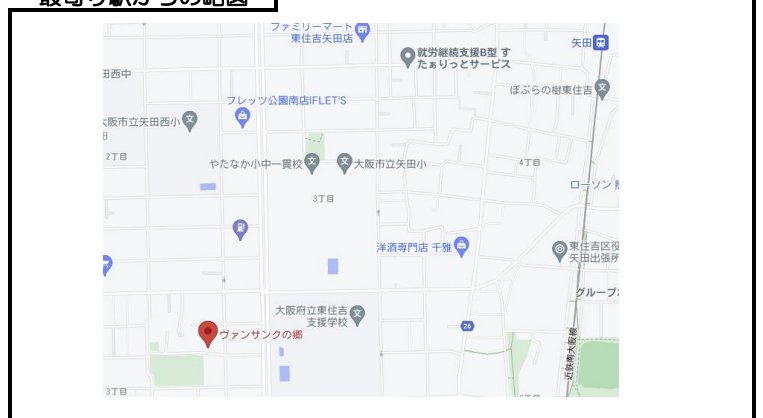 最寄り駅からの略図
ファミリーマート
東住吉矢田店
矢田
就労継続支援B型 す
たぁりっとサービス
田西中
ぽぷらの樹東住吉
フレッツ公園南店IFLET'S
大阪市立矢田西小
2丁目
やたなか小中一貫校
大阪市立矢田小
4丁目
3丁目
ローソン
洋酒専門店 千雅
東住吉区役
矢田出張所
グループ
大阪府立東住吉
支援学校
26
ヴァンサンクの郷
近鉄南大阪線
3丁目